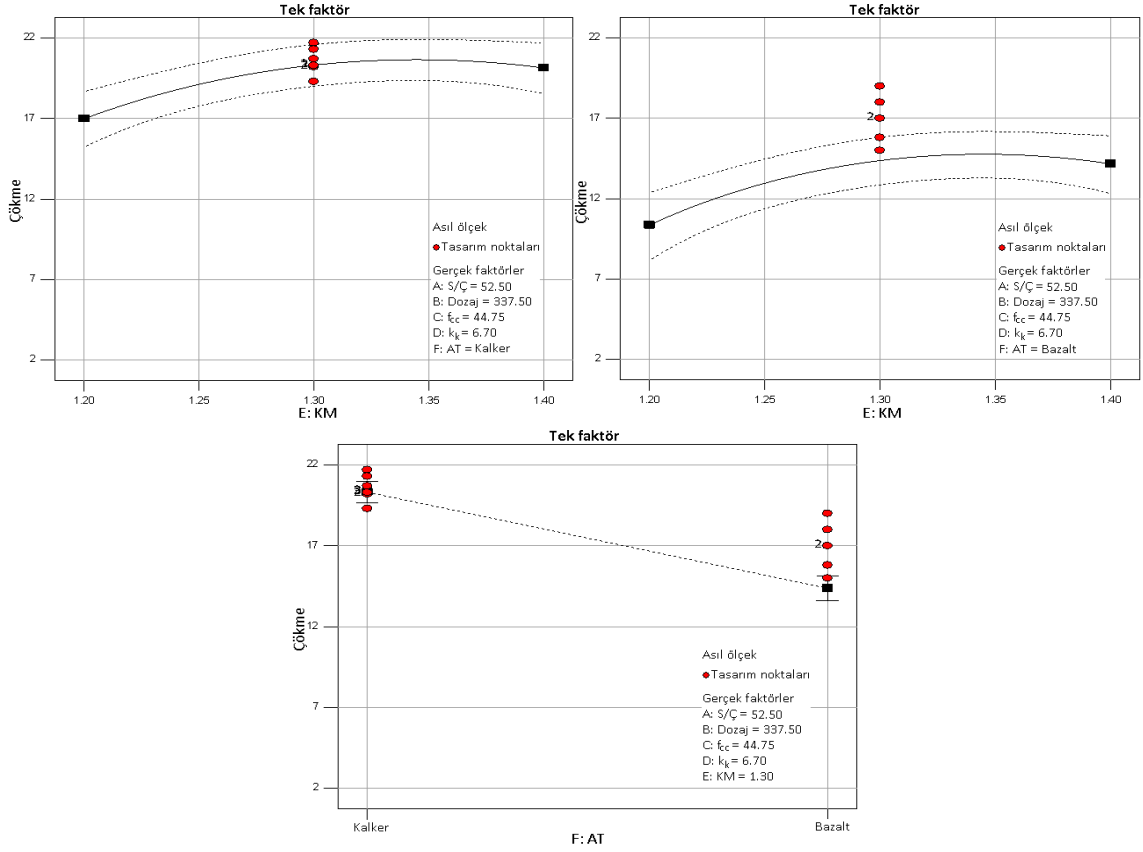 Tek faktör
22
17
12
7
2
Çökme
2
Asıl ölçek
Tasarım noktaları
Gerçek faktörler
A: S/Ç = 52.50
B: Dozaj = 337.50
C: fcc = 44.75
D: kk = 6.70
F: AT = Kalker
1.20
1.25
1.30
1.35
1.40
E: KM
Tek faktör
22
17
12
7
2
Çökme
2
Asıl ölçek
Tasarım noktaları
Gerçek faktörler
A: S/Ç = 52.50
B: Dozaj = 337.50
C: fcc = 44.75
D: kk = 6.70
F: AT = Bazalt
1.20
1.25
1.30
1.35
1.40
E: KM
Tek faktör
22
17
12
7
2
Çökme
2
Asıl ölçek
Tasarım noktaları
Gerçek faktörler
A: S/Ç = 52.50
B: Dozaj = 337.50
C: fcc = 44.75
D: kk = 6.70
E: KM = 1.30
Kalker
Bazalt
F: AT